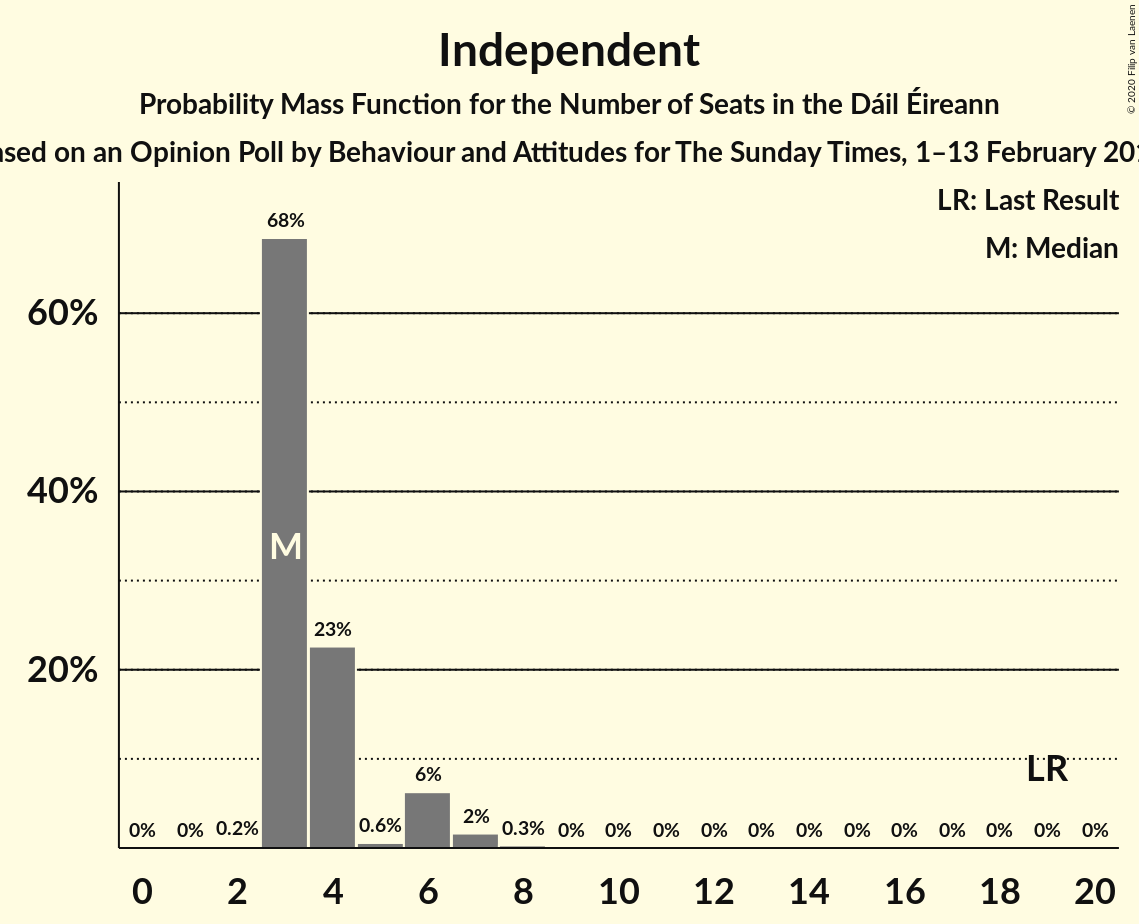 Independent
Probability Mass Function for the Number of Seats in the Dáil Éireann
on an Opinion Poll by Behaviour and Attitudes for The Sunday Times, 1–13 February
© 2020 Filip van Laenen
LR: Last Result
M: Median
68%
60%
40%
M
23%
20%
LR
6%
0% 0% 0.2% 0.6% 2% 0.3% 0% 0% 0% 0% 0% 0% 0% 0% 0% 0% 0% 0%
0 2 4 6 8 10 12 14 16 18 20